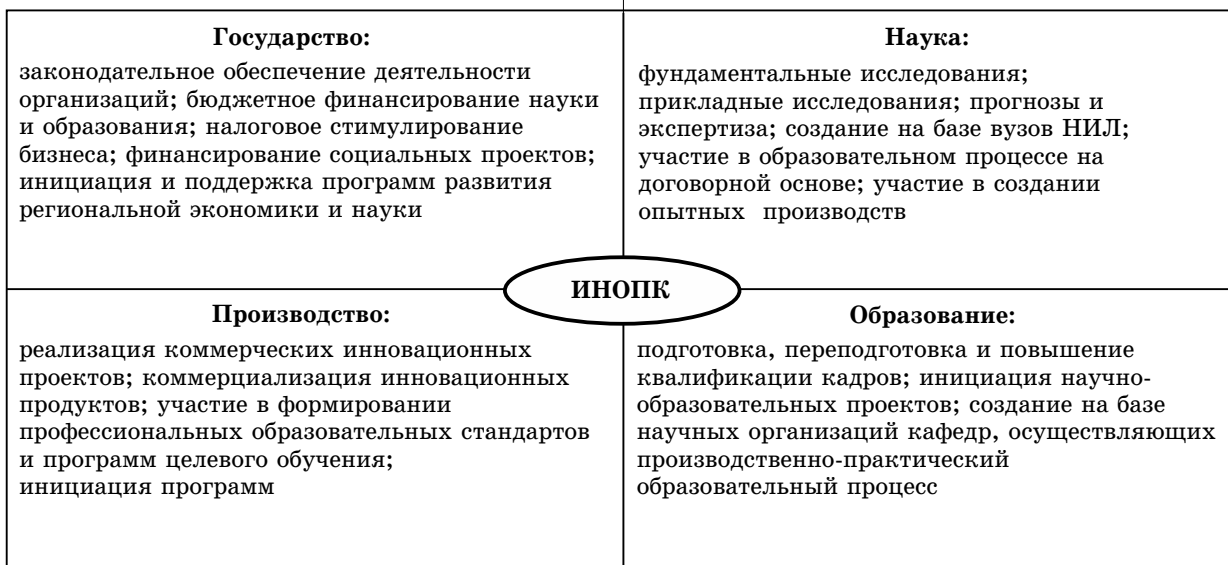 Государство:
законодательное обеспечение деятельности
организаций; бюджетное финансирование науки
и образования; налоговое стимулирование
бизнеса; финансирование социальных проектов;
инициация и поддержка программ развития
региональной экономики и науки
Наука:
фундаментальные исследования;
прикладные исследования; прогнозы и
экспертиза; создание на базе вузов НИЛ;
участие в образовательном процессе на
договорной основе; участие в создании
опытных производств
ИНОПК
Производство:
реализация коммерческих инновационных
проектов; коммерциализация инновационных
продуктов; участие в формировании
профессиональных образовательных стандартов
и программ целевого обучения;
инициация программ
Образование:
подготовка, переподготовка и повышение
квалификации кадров; инициация научно-
образовательных проектов; создание на базе
научных организаций кафедр, осуществляющих
производственно-практический
образовательный процесс